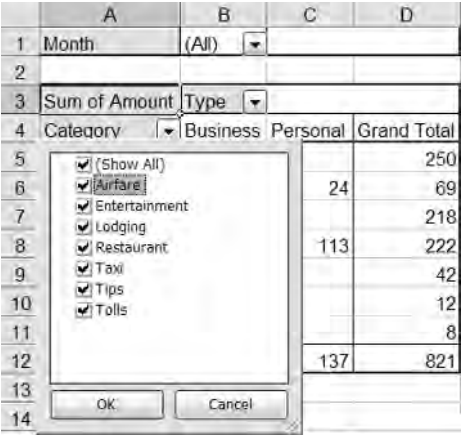 A B C D
1 Month (All)
2
3 Sum of Amount Type
4 Category Business Personal Grand Total
5 (Show All) 250
6 Airfare 24 69
Entertainment
7 Lodging 218
8 Restaurant 113 222
9 Taxi 42
10 Tips 12
11 Tolls 8
12 137 821
13
OK Cancel
14